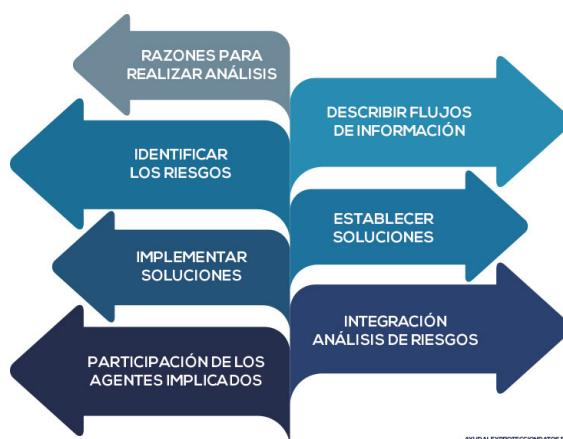 RAZONES PARA
REALIZAR ANÁLISIS
DESCRIBIR FLUJOS
DE INFORMACIÓN
IDENTIFICAR
LOS RIESGOS
ESTABLECER
SOLUCIONES
IMPLEMENTAR
SOLUCIONES
INTEGRACIÓN
ANÁLISIS DE RIESGOS
PARTICIPACIÓN DE LOS
AGENTES IMPLICADOS